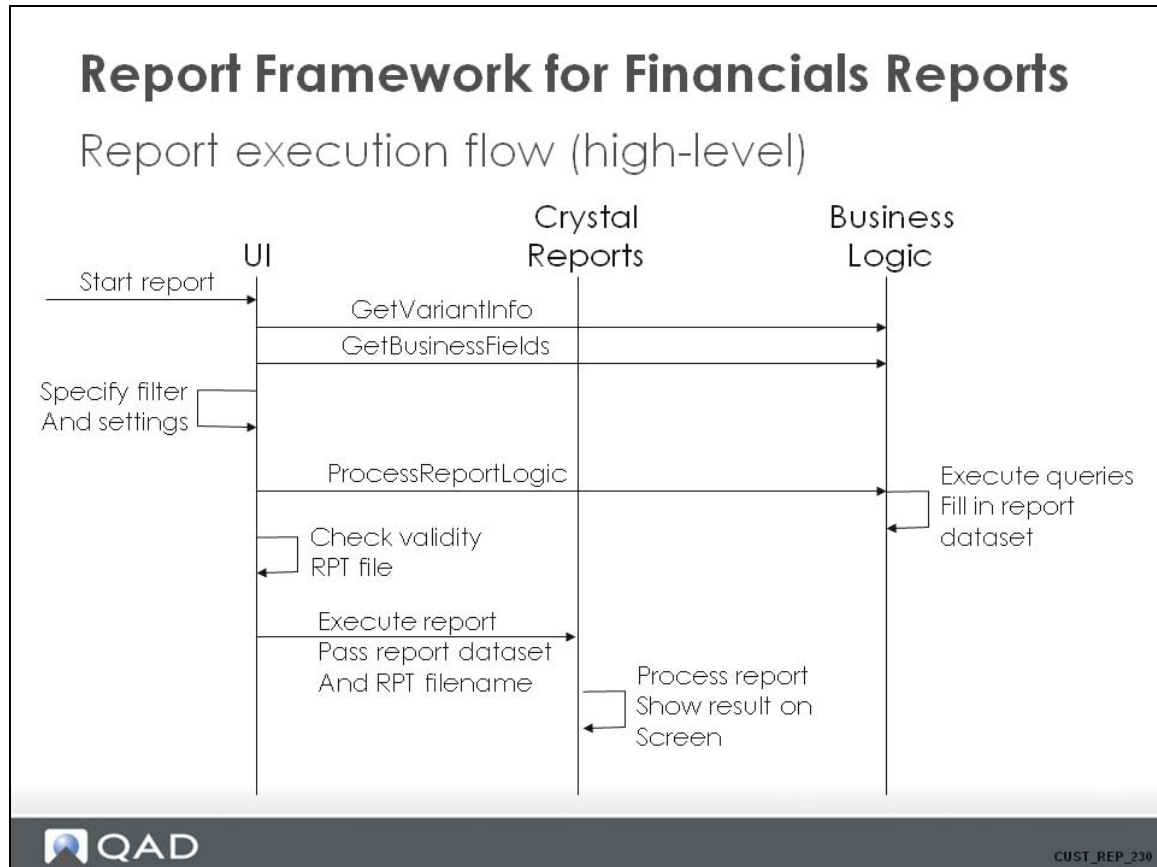 Report Framework for Financials Reports
Report execution flow (high-level)
UI
Crystal
Reports
Business
Logic
Start report
GetVariantInfo
GetBusinessFields
Specify filter
And settings
ProcessReportLogic
Execute queries
Fill in report
dataset
Check validity
RPT file
Execute report
Pass report dataset
And RPT filename
Process report
Show result on
Screen
QAD
CUST_REP_230